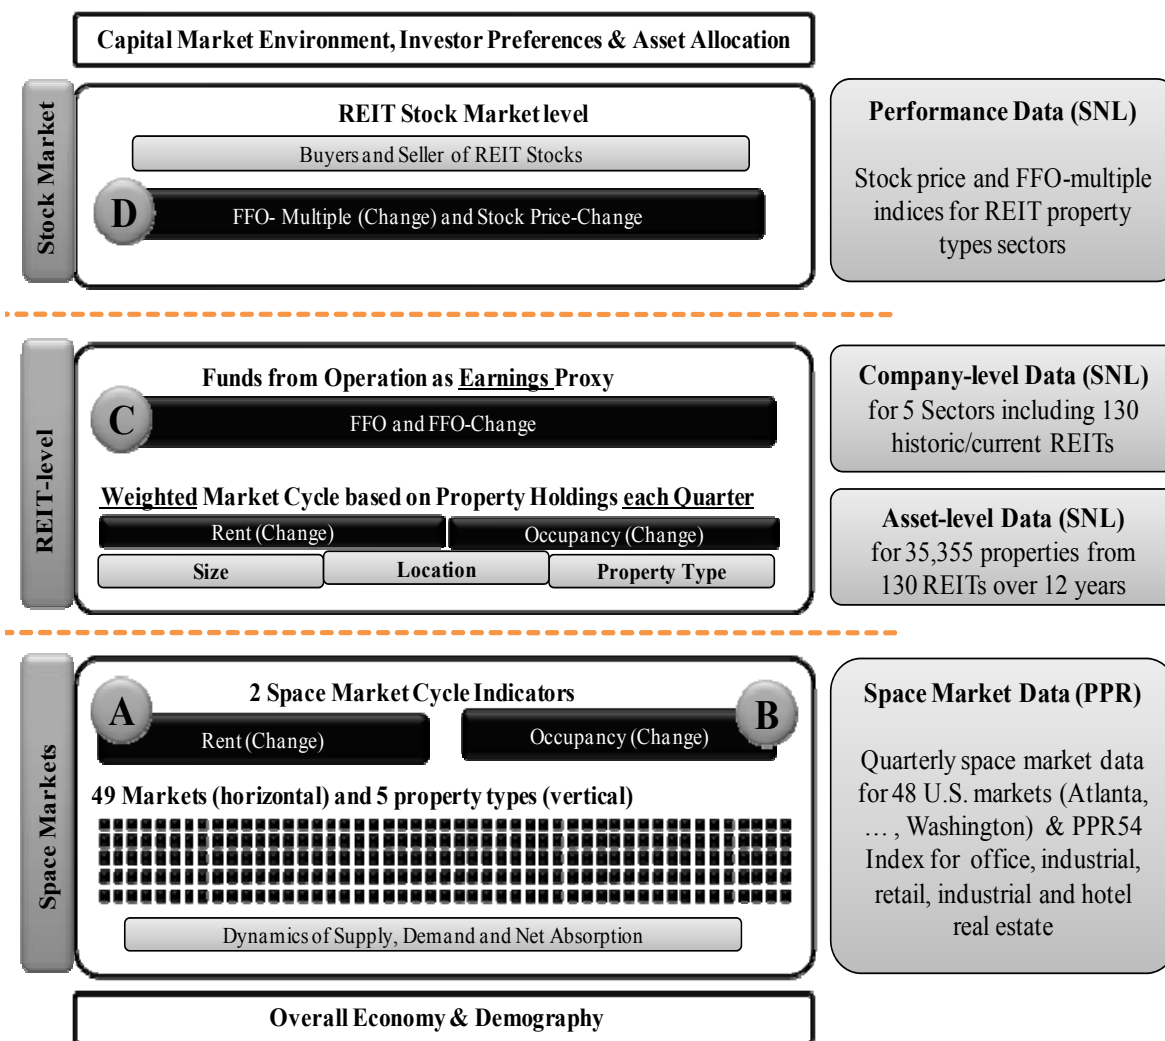 Capital Market Environment, Investor Preferences & Asset Allocation
Stock Market
REIT Stock Market level
Buyers and Seller of REIT Stocks
D
FFO- Multiple (Change) and Stock Price-Change
Performance Data (SNL)
Stock price and FFO-multiple
indices for REIT property
types sectors
REIT-level
Funds from Operation as Earnings Proxy
C
FFO and FFO-Change
Weighted Market Cycle based on Property Holdings each Quarter
Rent (Change)
Occupancy (Change)
Size
Location
Property Type
Company-level Data (SNL)
for 5 Sectors including 130
historic/current REITs
Asset-level Data (SNL)
for 35,355 properties from
130 REITs over 12 years
Space Markets
2 Space Market Cycle Indicators
A
Rent (Change)
Occupancy (Change)
B
49 Markets (horizontal) and 5 property types (vertical)
Dynamics of Supply, Demand and Net Absorption
Space Market Data (PPR)
Quarterly space market data
for 48 U.S. markets (Atlanta,
… , Washington) & PPR54
Index for office, industrial,
retail, industrial and hotel
real estate
Overall Economy & Demography